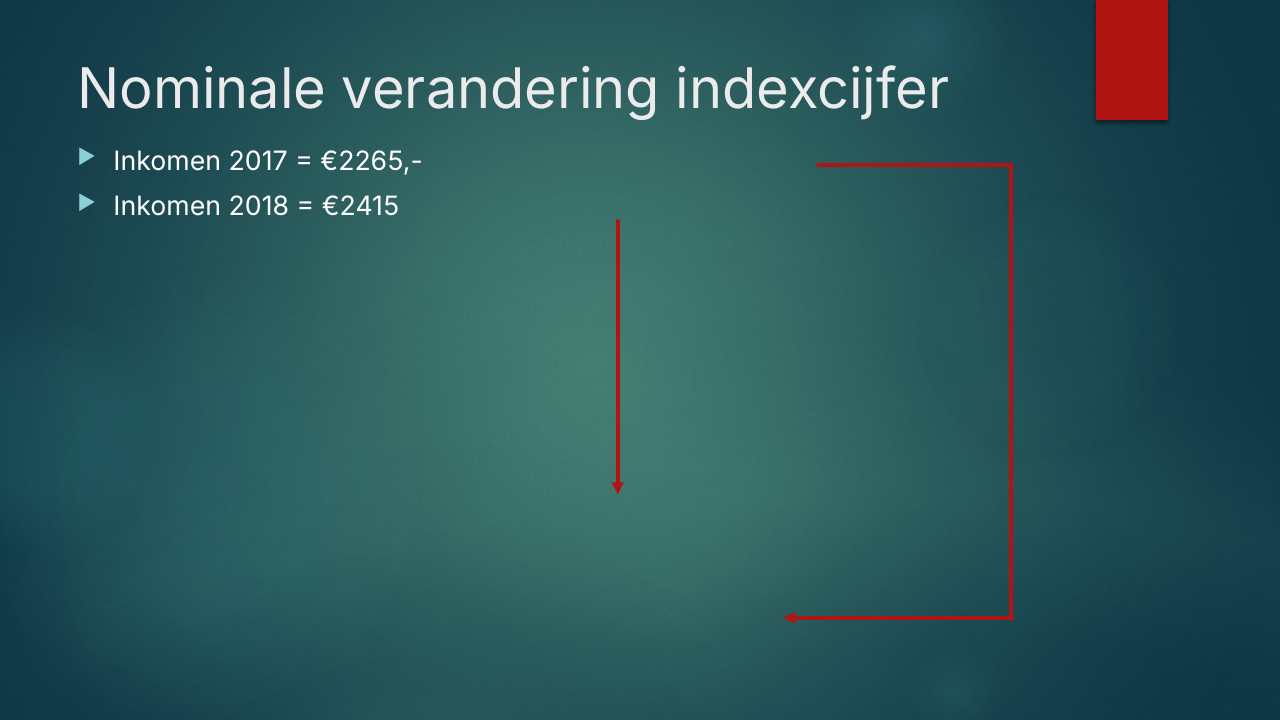 Nominale verandering indexcijfer
Inkomen 2017 = €2265,-
Inkomen 2018 = €2415